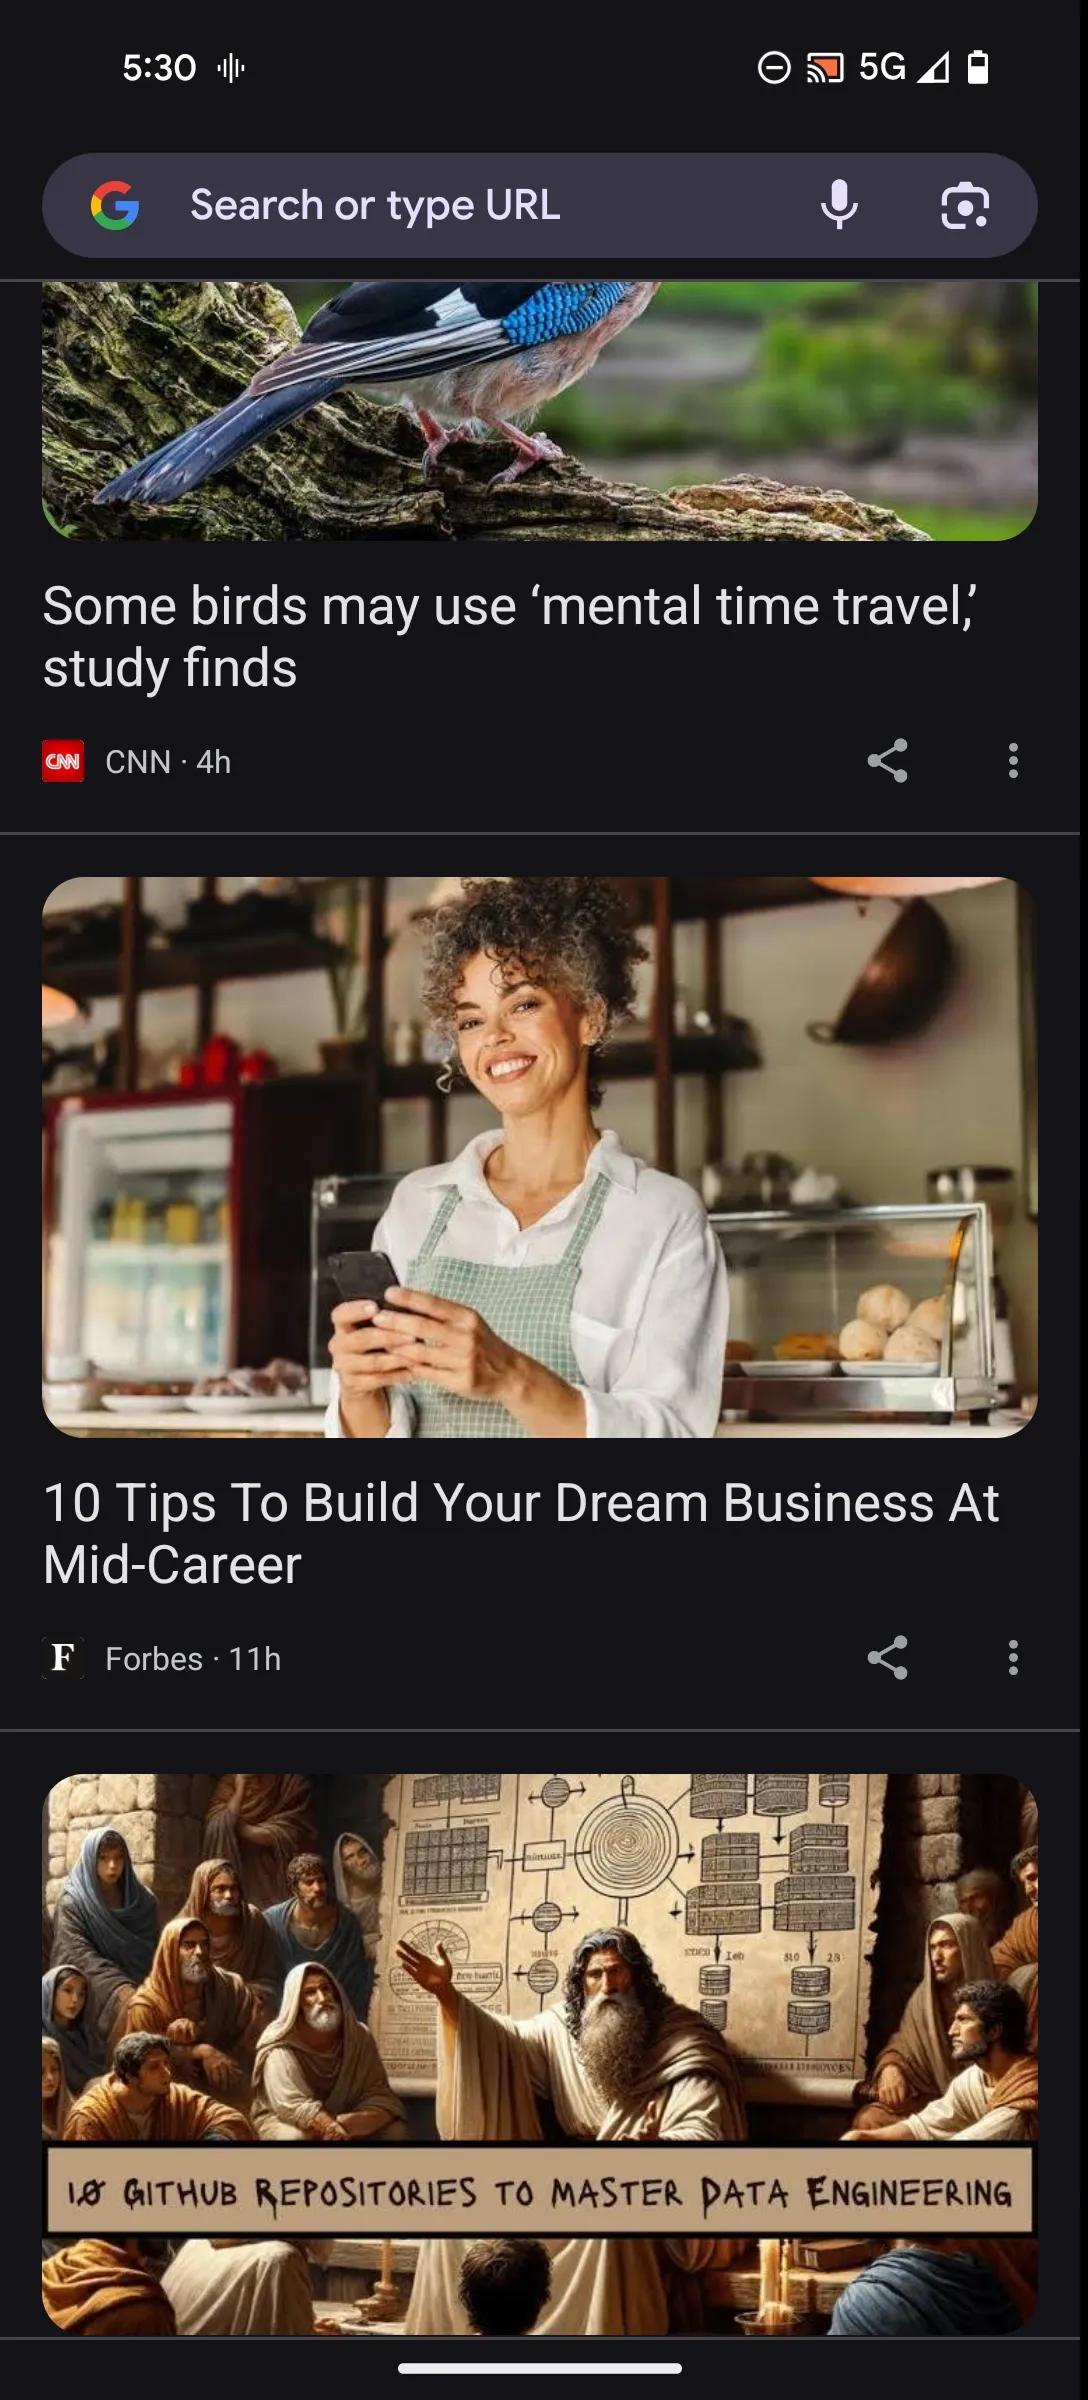 5:30
5G
Search or type URL
Some birds may use ‘mental time travel,’
study finds
CNN
CNN · 4h
10 Tips To Build Your Dream Business At
Mid-Career
F
Forbes · 11h
10 GITHUB REPOSITORIES TO MASTER DATA ENGINEERING